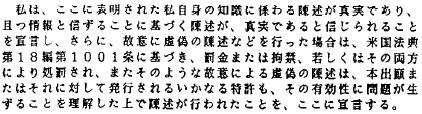 私は、ここに表明された私自身の知識に係わる陳述が真実であり、
且つ情報と信ずることに基づく陳述が、真実であると信じられること
を宣言し、さらに、故意に虚偽の陳述などを行った場合は、米国法典
第18編第1001条に基づき、罰金または拘禁、若しくはその両方
により処罰され、またそのような故意による虚偽の陳述は、本出願ま
たはそれに対して発行されるいかなる特許も、その有効性に問題が生
ずることを理解した上で陳述が行われたことを、ここに宣言する。